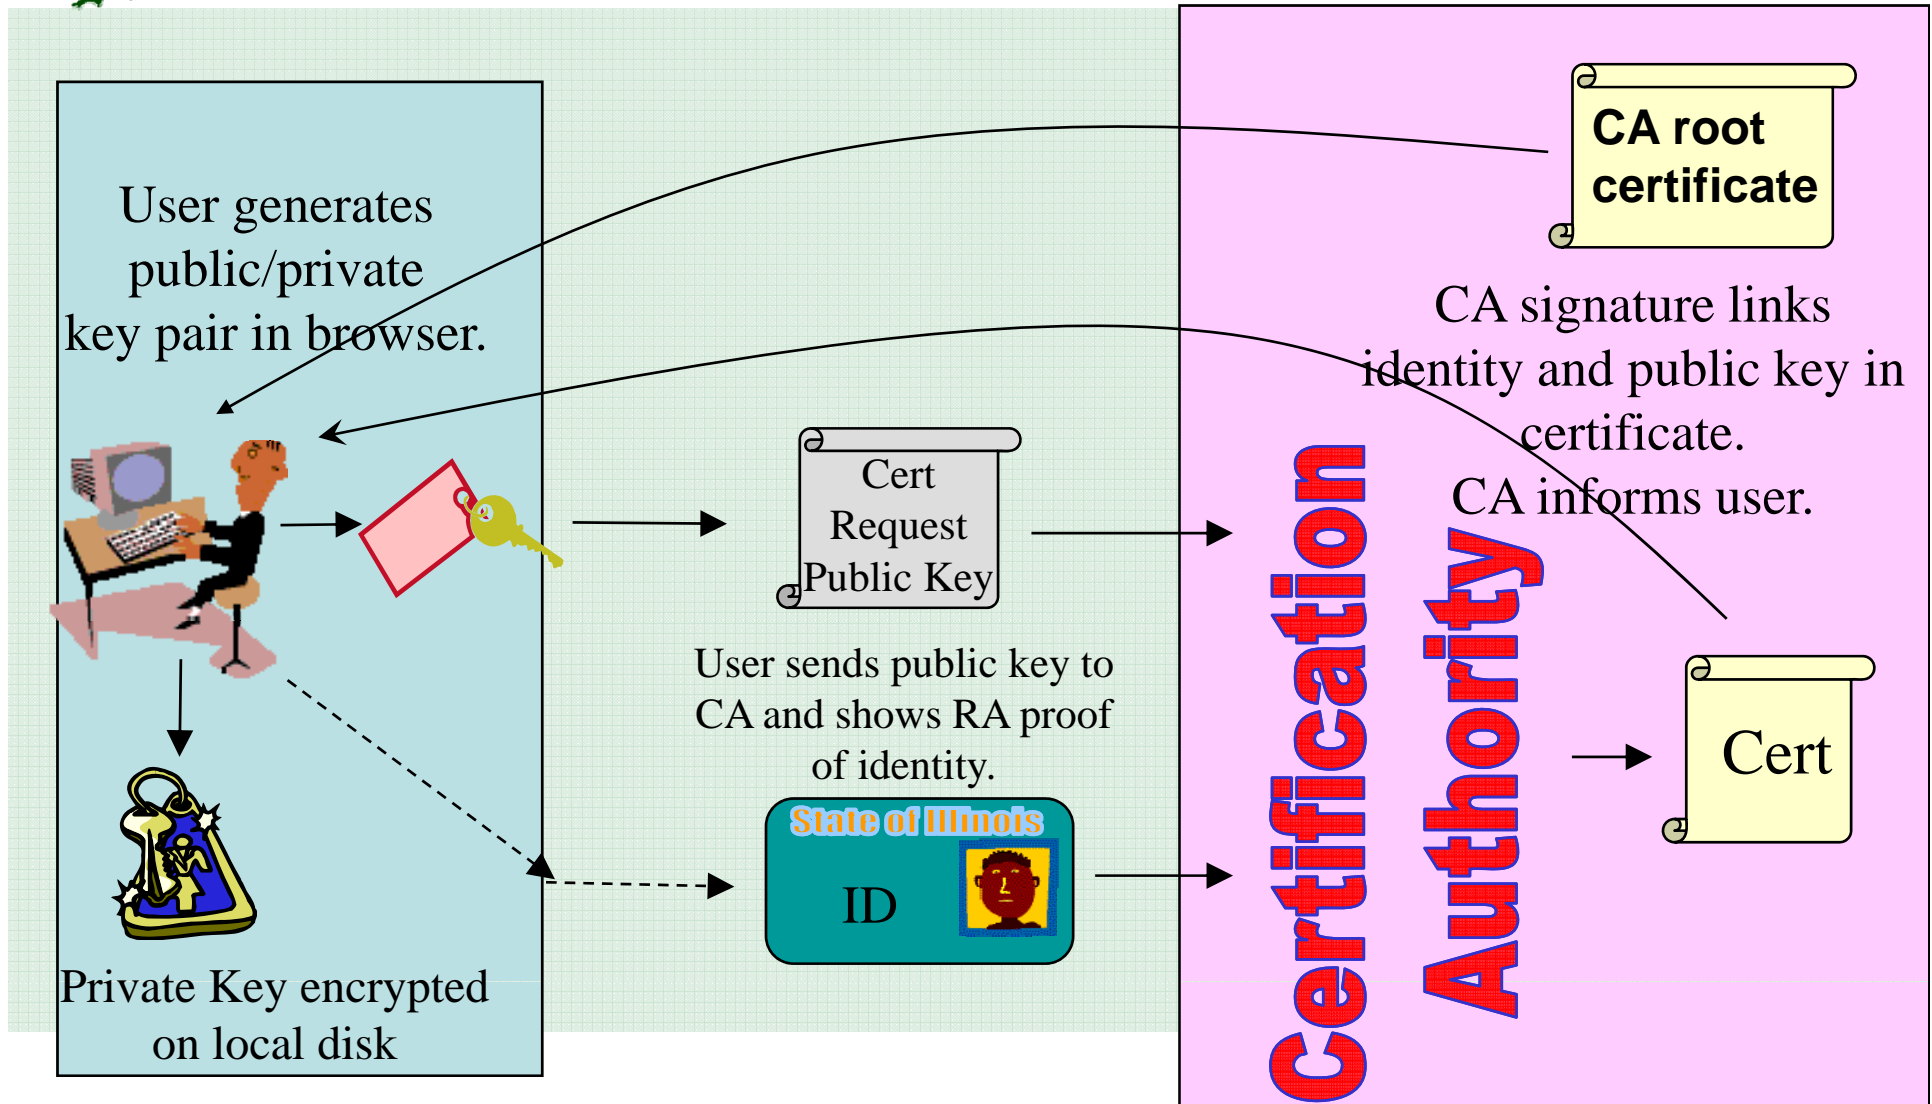 User generates
public/private
key pair in browser.
Private Key encrypted
on local disk
Cert
Request
Public Key
User sends public key to
CA and shows RA proof
of identity.
State of Illinois
ID
CA root
certificate
CA signature links
identity and public key in
certificate.
CA informs user.
Certification
Authority
Cert